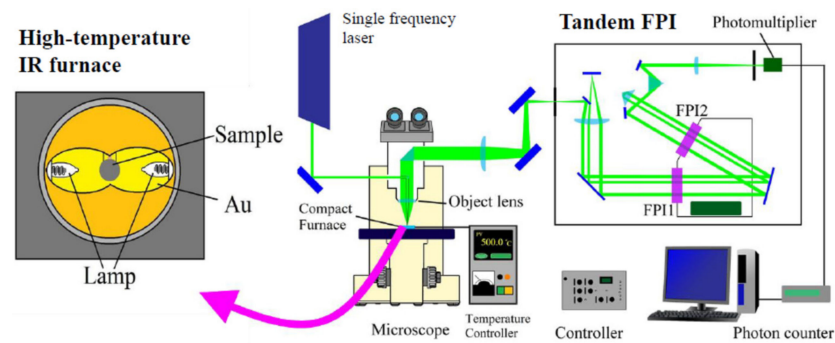 High-temperature
IR furnace
Sample
Au
Lamp
Single frequency
laser
Object lens
Compact
Furnace
500.0 ℃
Temperature
Controller
Microscope
Tandem FPI
Photomultiplier
FPI2
FPI1
Controller
Photon counter